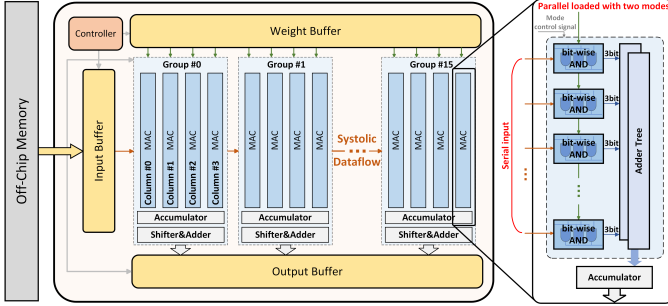 Off-Chip Memory
Controller
Weight Buffer
Input Buffer
Group #0
MAC
MAC
MAC
MAC
Column #0
Column #1
Column #2
Column #3
Accumulator
Shifter&Adder
Group #1
MAC
MAC
MAC
MAC
Accumulator
Shifter&Adder
Systolic
Dataflow
Group #15
MAC
MAC
MAC
MAC
Accumulator
Shifter&Adder
Output Buffer
Parallel loaded with two modes
Mode
control signal
Serial input
bit-wise
AND
3bit
bit-wise
AND
3bit
bit-wise
AND
3bit
bit-wise
AND
3bit
Adder Tree
Accumulator